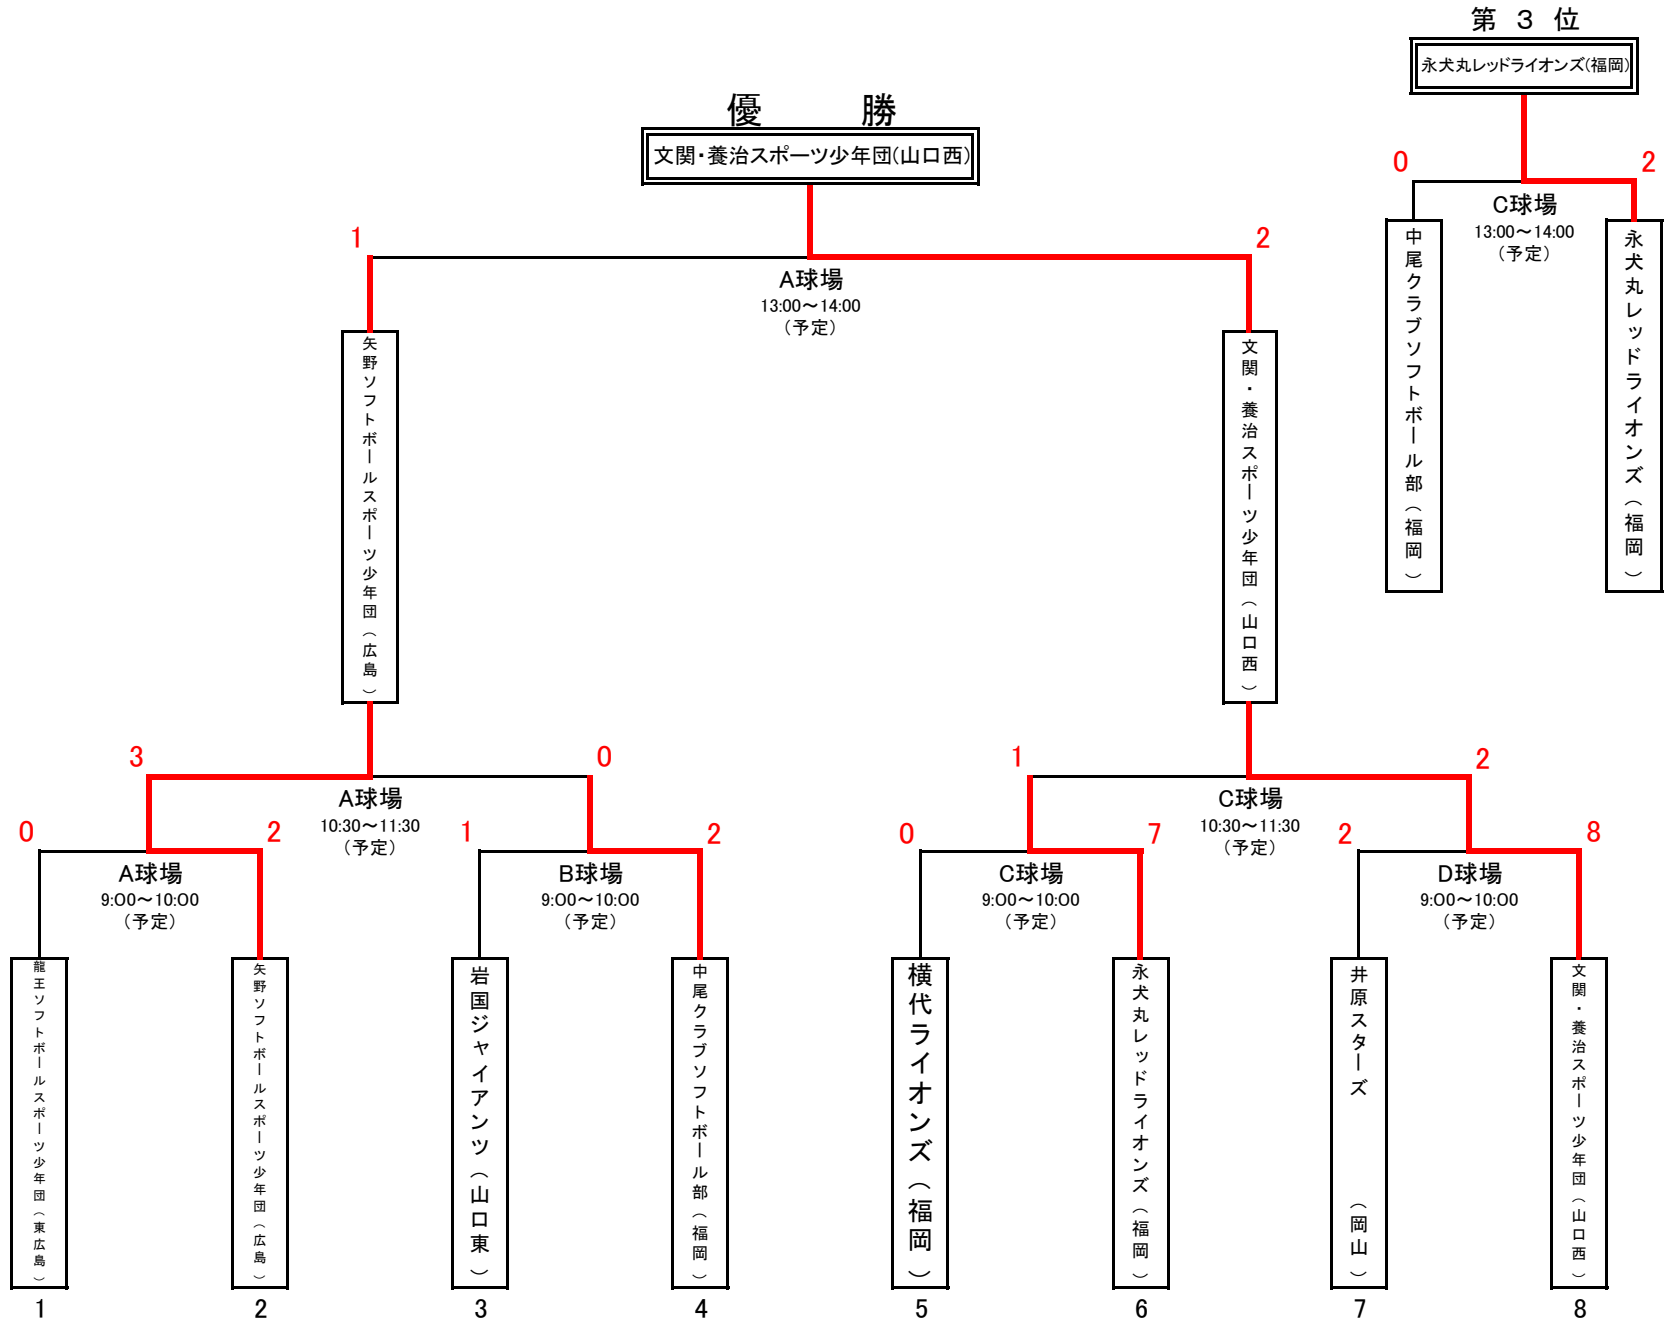 第 3 位
永犬丸レッドライオンズ(福岡)
優 勝
文関・養治スポーツ少年団(山口西)
0
2
C球場
13:00～14:00
(予定)
中尾クラブソフトボール部(福岡)
永犬丸レッドライオンズ(福岡)
1
2
A球場
13:00～14:00
(予定)
矢野ソフトボールスポーツ少年団(広島)
文関・養治スポーツ少年団(山口西)
3
0
A球場
10:30～11:30
(予定)
1
2
C球場
10:30～11:30
(予定)
0
2
A球場
9:00～10:00
(予定)
1
2
B球場
9:00～10:00
(予定)
0
7
C球場
9:00～10:00
(予定)
2
8
D球場
9:00～10:00
(予定)
龍王ソフトボールスポーツ少年団(東広島)
矢野ソフトボールスポーツ少年団(広島)
岩国ジャイアンツ(山口東)
中尾クラブソフトボール部(福岡)
横代ライオンズ(福岡)
永犬丸レッドライオンズ(福岡)
井原スターズ (岡山)
文関・養治スポーツ少年団(山口西)
1
2
3
4
5
6
7
8